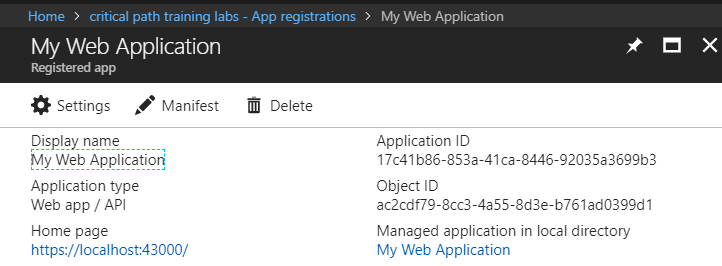 Home > critical path training labs - App registrations > My Web Application
My Web Application
Registered app
Settings Manifest Delete
Display name Application ID
My Web Application 17c41b86-853a-41ca-8446-92035a3699b3
Application type Object ID
Web app / API ac2cdf79-8cc3-4a55-8d3e-b761ad0399d1
Home page Managed application in local directory
https://localhost:43000/ My Web Application